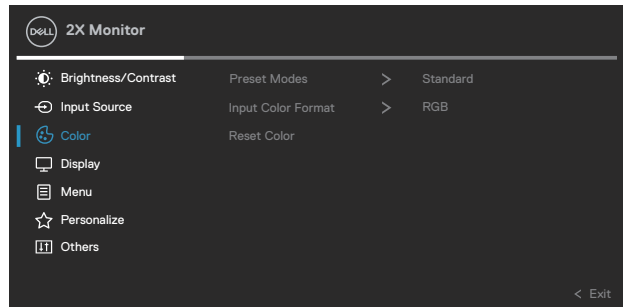 DELL 2X Monitor
Brightness/Contrast Preset Modes > Standard
Input Source Input Color Format > RGB
Color Reset Color
Display
Menu
Personalize
Others
< Exit